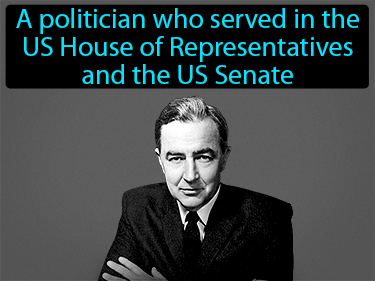 A politician who served in the
US House of Representatives
and the US Senate